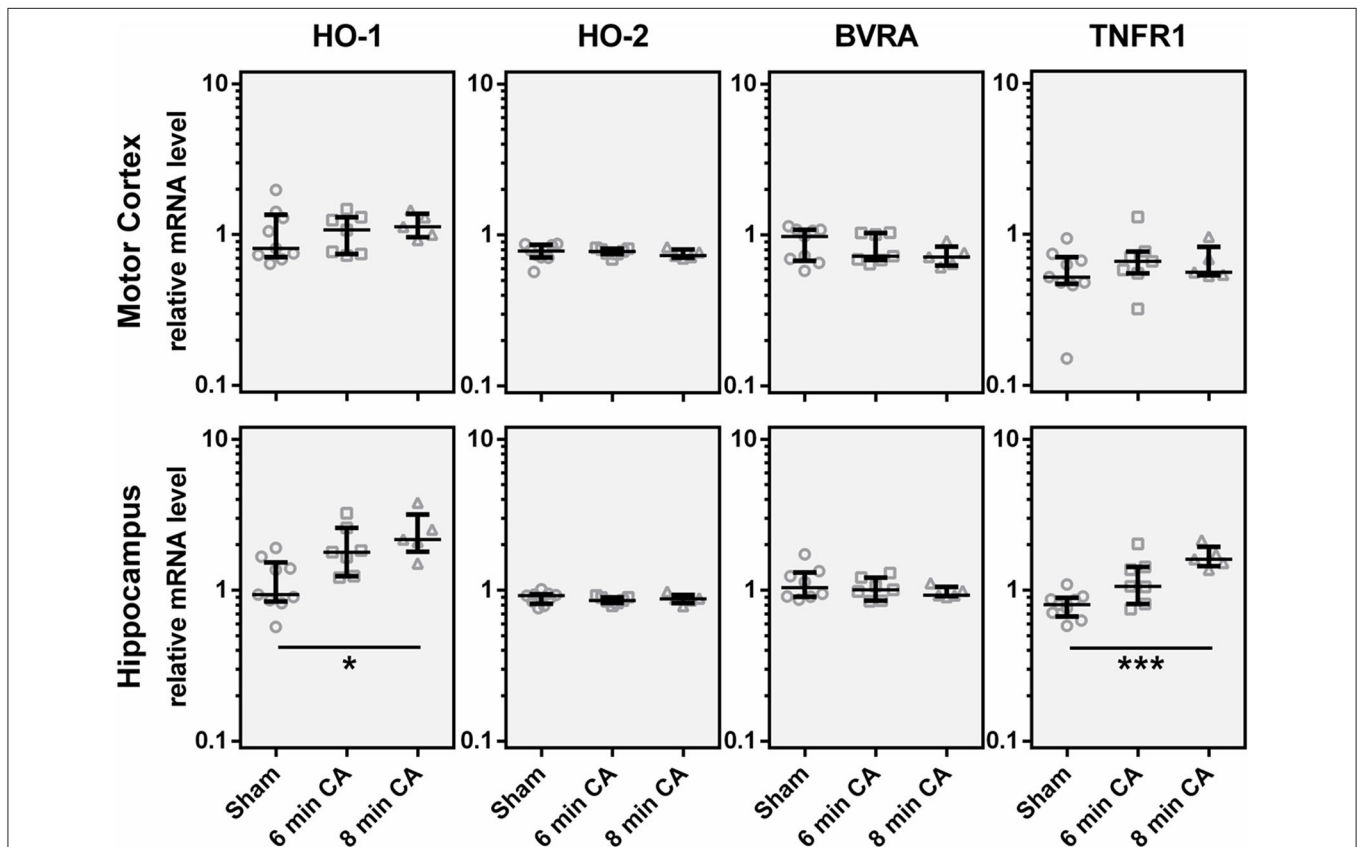 HO-1 HO-2 BVRA TNFR1
Motor Cortex
relative mRNA level
10 10 10 10
1 1 1 1
0.1 0.1 0.1 0.1
Hippocampus
relative mRNA level
10 10 10 10
1 1 1 1
* ***
0.1 0.1 0.1 0.1
Sham 6 min CA 8 min CA Sham 6 min CA 8 min CA Sham 6 min CA 8 min CA Sham 6 min CA 8 min CA